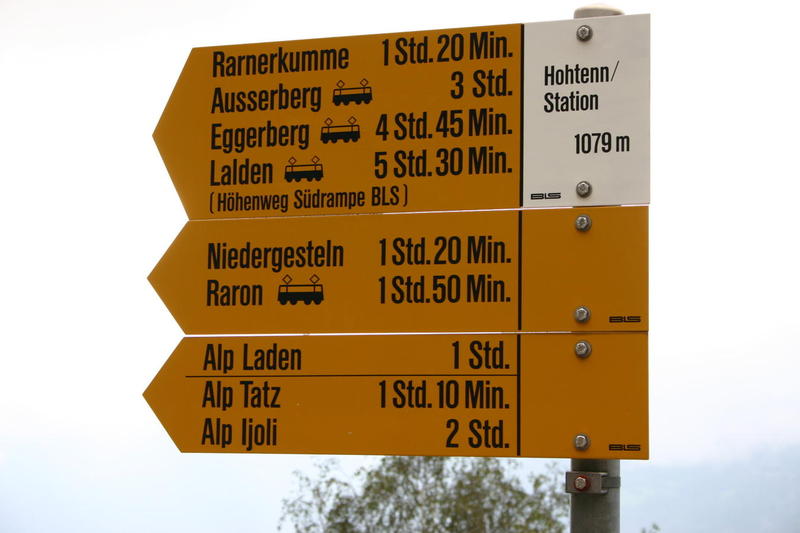 Rarnerkumme 1 Std. 20 Min.
Ausserberg 3 Std.
Eggerberg 4 Std. 45 Min.
Lalden 5 Std. 30 Min.
(Höhenweg Südrampe BLS)
Hohtenn/
Station
1079 m
BLS
Niedergesteln 1 Std. 20 Min.
Raron 1 Std. 50 Min.
BLS
Alp Laden 1 Std.
Alp Tatz 1 Std. 10 Min.
Alp Ijoli 2 Std.
BLS